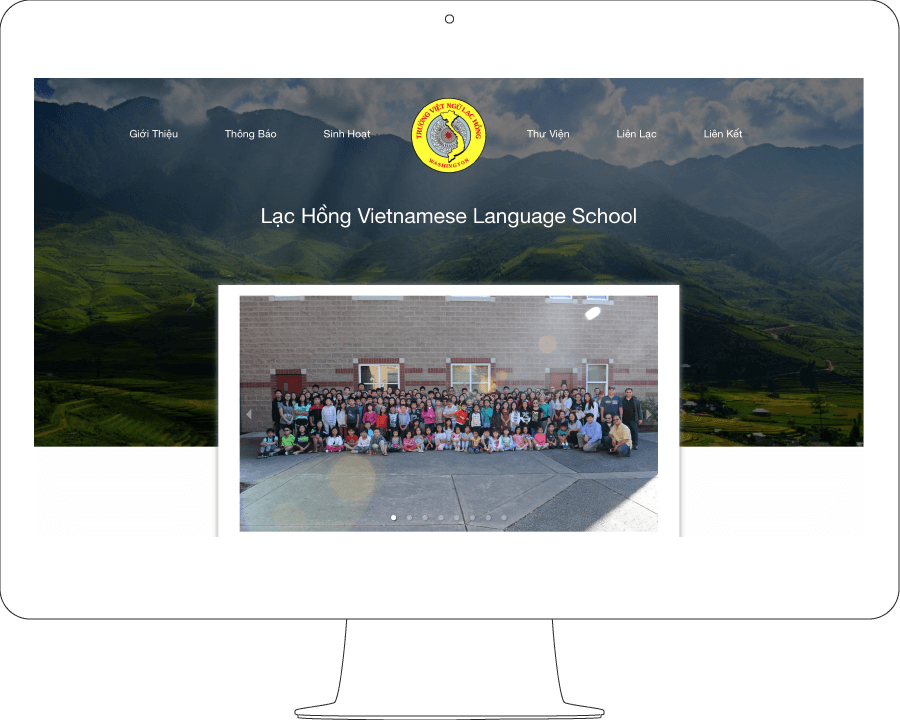 Giới Thiệu
Thông Báo
Sinh Hoạt
TRƯỜNG VIỆT NGỮ LẠC HỒNG
WASHINGTON
Thư Viện
Liên Lạc
Liên Kết
Lạc Hồng Vietnamese Language School